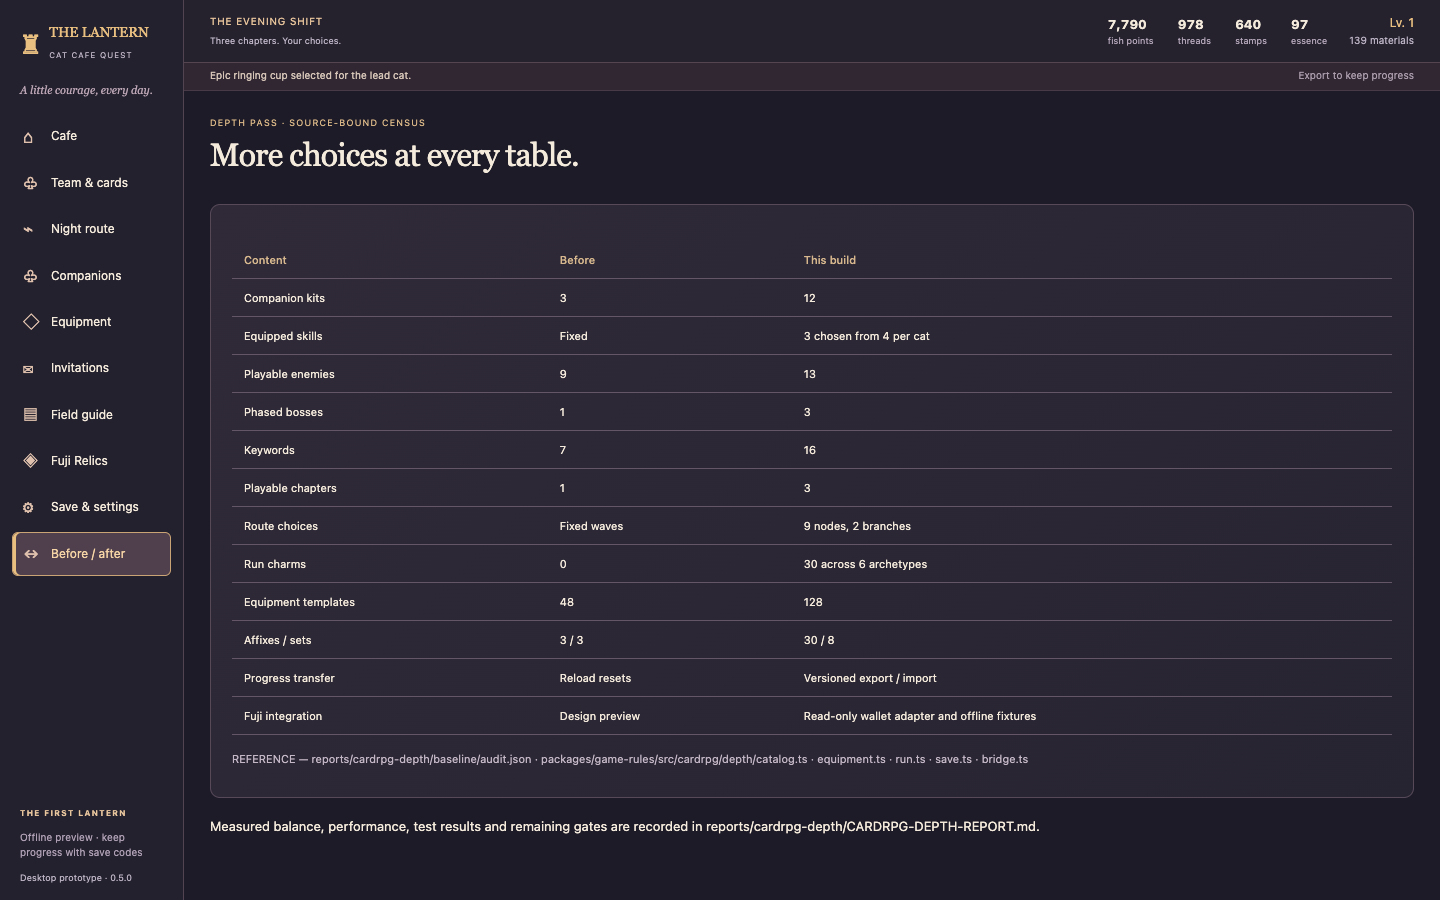 THE LANTERN
CAT CAFE QUEST
A little courage, every day.
Cafe
Team & cards
Night route
Companions
Equipment
Invitations
Field guide
Fuji Relics
Save & settings
Before / after
THE FIRST LANTERN
Offline preview · keep
progress with save codes
Desktop prototype · 0.5.0
THE EVENING SHIFT
Three chapters. Your choices.
7,790 978 640 97 Lv. 1
fish points threads stamps essence 139 materials
Epic ringing cup selected for the lead cat. Export to keep progress
DEPTH PASS · SOURCE-BOUND CENSUS
More choices at every table.
Content Before This build
Companion kits 3 12
Equipped skills Fixed 3 chosen from 4 per cat
Playable enemies 9 13
Phased bosses 1 3
Keywords 7 16
Playable chapters 1 3
Route choices Fixed waves 9 nodes, 2 branches
Run charms 0 30 across 6 archetypes
Equipment templates 48 128
Affixes / sets 3 / 3 30 / 8
Progress transfer Reload resets Versioned export / import
Fuji integration Design preview Read-only wallet adapter and offline fixtures
REFERENCE — reports/cardrpg-depth/baseline/audit.json · packages/game-rules/src/cardrpg/depth/catalog.ts · equipment.ts · run.ts · save.ts · bridge.ts
Measured balance, performance, test results and remaining gates are recorded in reports/cardrpg-depth/CARDRPG-DEPTH-REPORT.md.